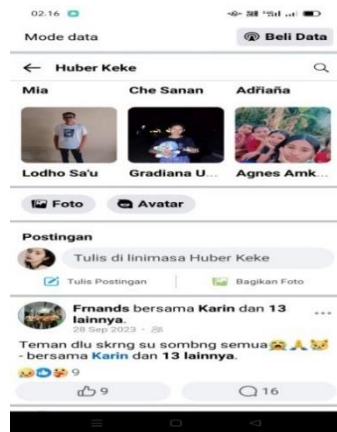 02.16
Mode data
Beli Data
Huber Keke
Mia
Che Sanan
Adřiaña
Lodho Sa'u
Gradiana U...
Agnes Amk...
Foto
Avatar
Postingan
Tulis di linimasa Huber Keke
Tulis Postingan
Bagikan Foto
Frnands bersama Karin dan 13
lainnya.
28 Sep 2023
Teman dlu skrng su sombng semua😭🙏😿
- bersama Karin dan 13 lainnya.
9
9
16